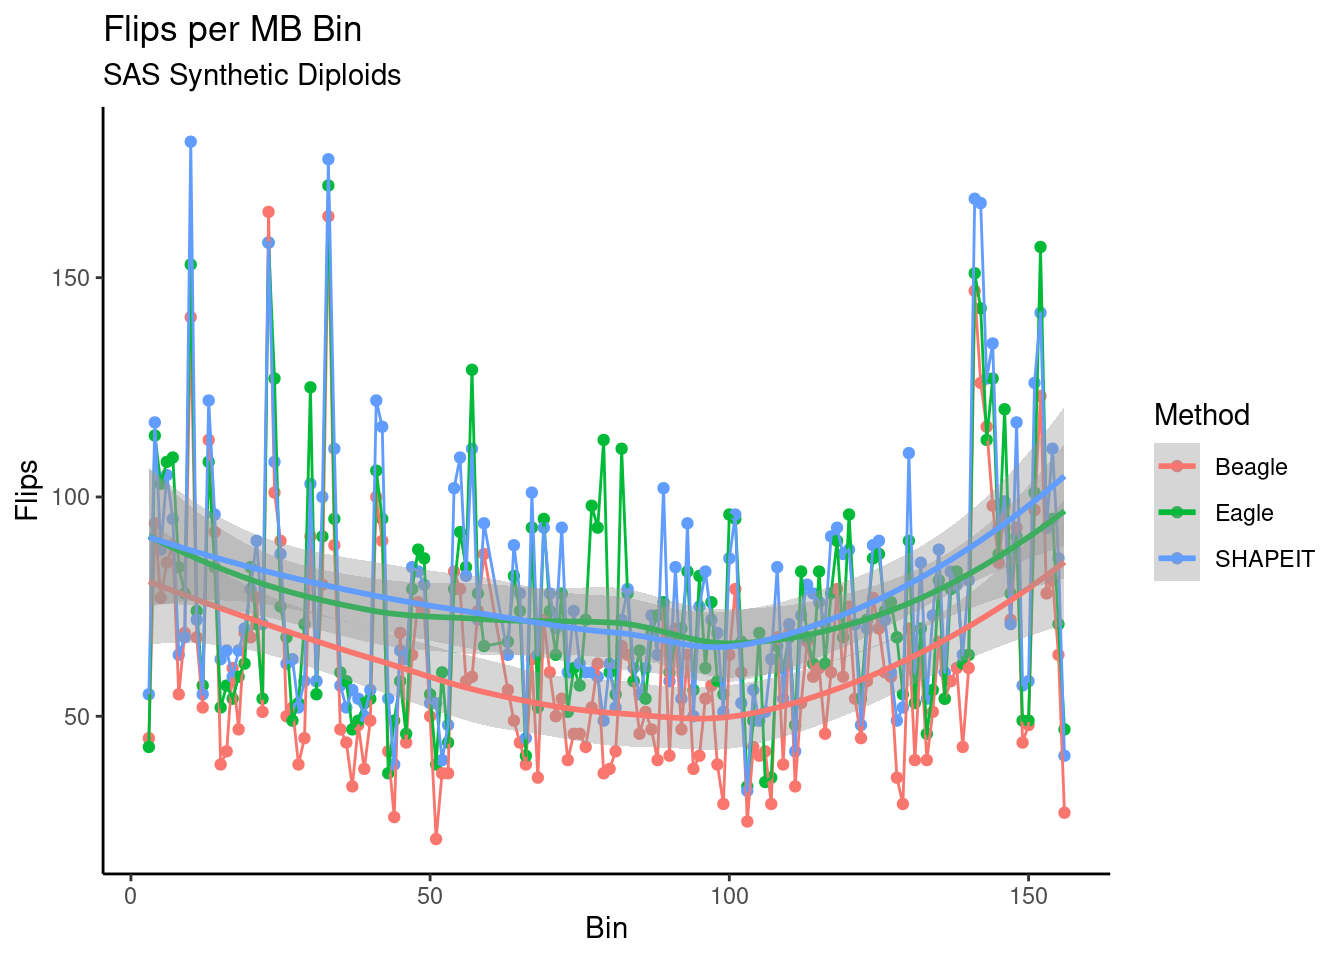 Flips per MB Bin
SAS Synthetic Diploids
Flips
150
100
50
0
50
100
150
Bin
Method
Beagle
Eagle
SHAPEIT